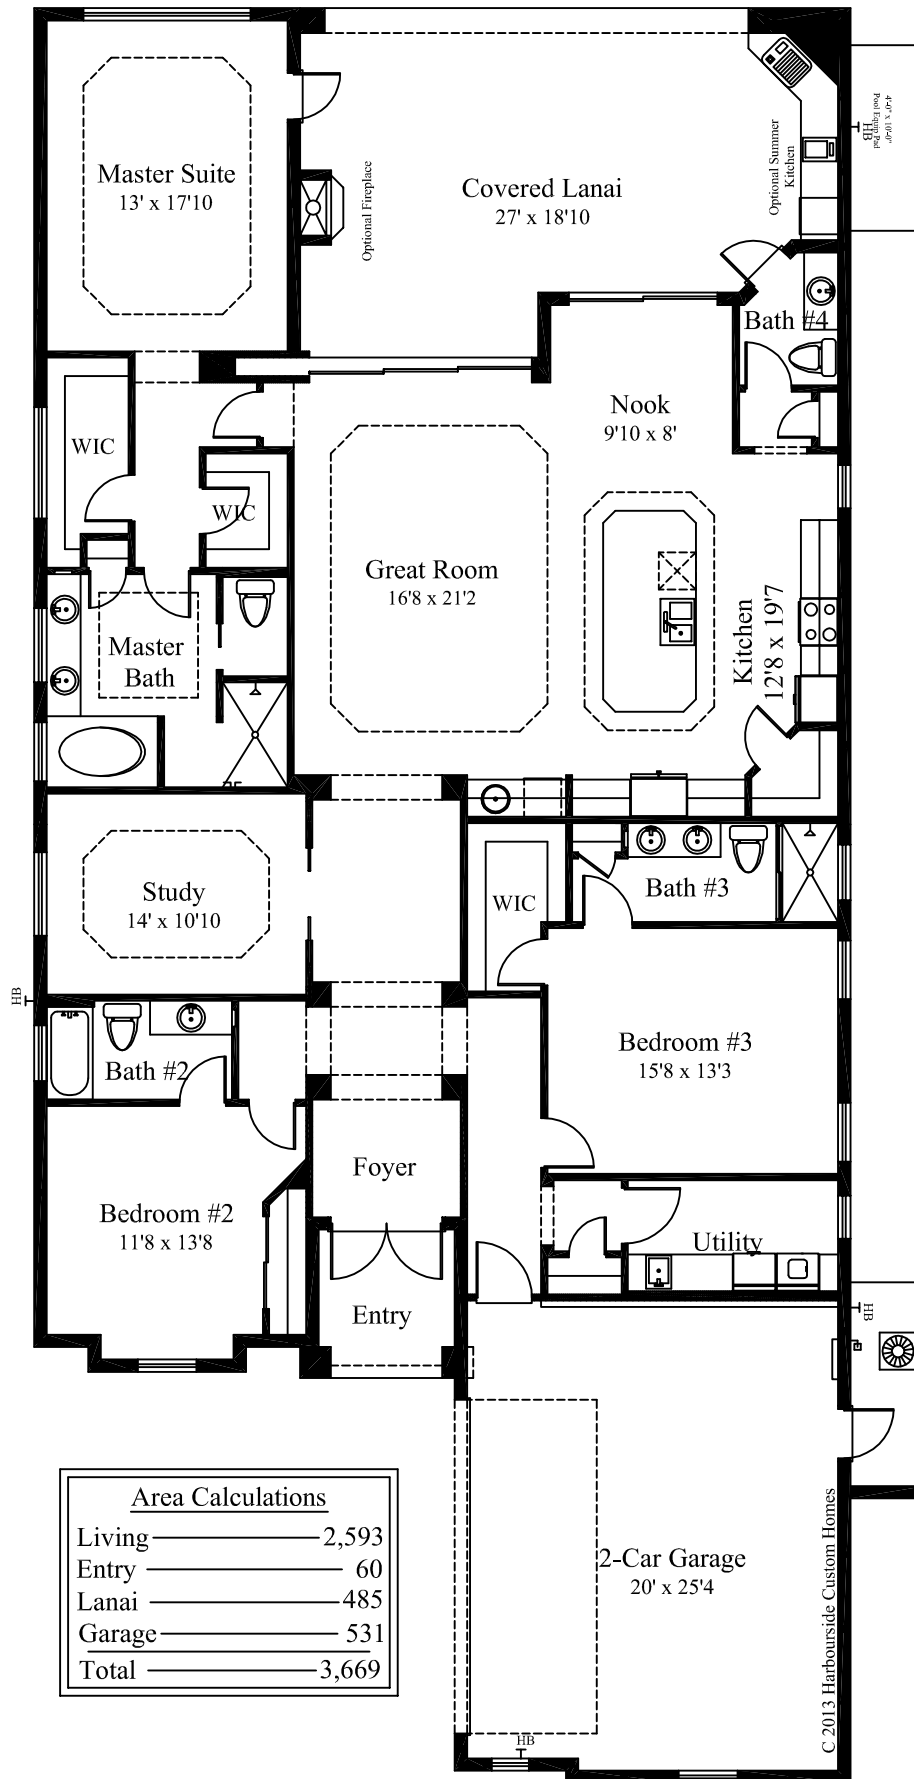 Master Suite
13' x 17'10
Covered Lanai
27' x 18'10
Optional Fireplace
Optional Summer
Kitchen
4'-0" x 10'-0"
Pool Equip Pad
HB
Bath #4
Nook
9'10 x 8'
WIC
WIC
Great Room
16'8 x 21'2
Kitchen
12'8 x 19'7
Master
Bath
Study
14' x 10'10
WIC
Bath #3
HB
Bedroom #3
15'8 x 13'3
Bath #2
Foyer
Bedroom #2
11'8 x 13'8
Utility
Entry
HB
2-Car Garage
20' x 25'4
C 2013 Harbourside Custom Homes
HB
Area Calculations
Living 2,593
Entry 60
Lanai 485
Garage 531
Total 3,669